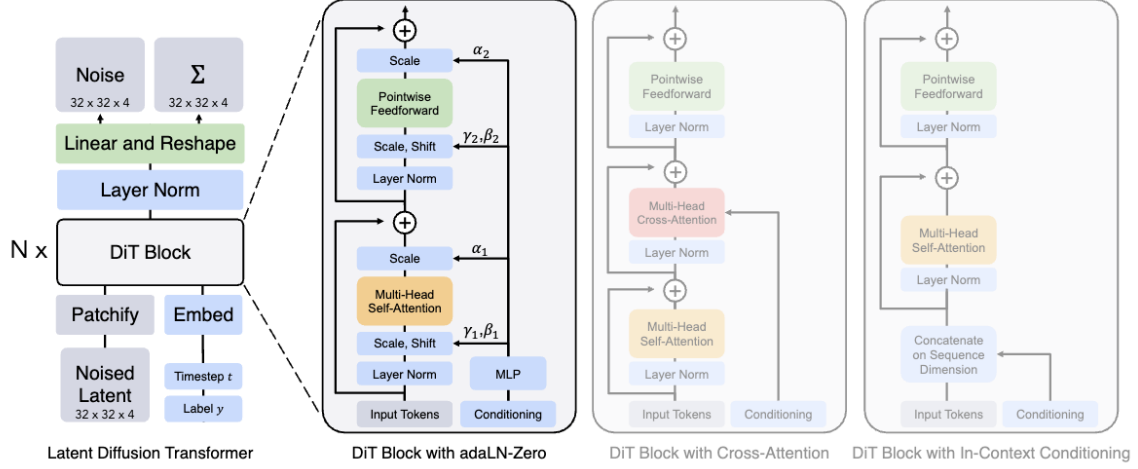 Noise
32 x 32 x 4
Σ
32 x 32 x 4
Linear and Reshape
Layer Norm
N x
DiT Block
Patchify
Embed
Noised
Latent
32 x 32 x 4
Timestep t
Label y
Latent Diffusion Transformer
+
Scale
α₂
Pointwise
Feedforward
Scale, Shift
γ₂,β₂
Layer Norm
+
Scale
α₁
Multi-Head
Self-Attention
Scale, Shift
γ₁,β₁
Layer Norm
MLP
Input Tokens
Conditioning
DiT Block with adaLN-Zero
+
Pointwise
Feedforward
Layer Norm
+
Multi-Head
Cross-Attention
Layer Norm
+
Multi-Head
Self-Attention
Layer Norm
Input Tokens
Conditioning
DiT Block with Cross-Attention
+
Pointwise
Feedforward
Layer Norm
+
Multi-Head
Self-Attention
Layer Norm
Concatenate
on Sequence
Dimension
Input Tokens
Conditioning
DiT Block with In-Context Conditioning